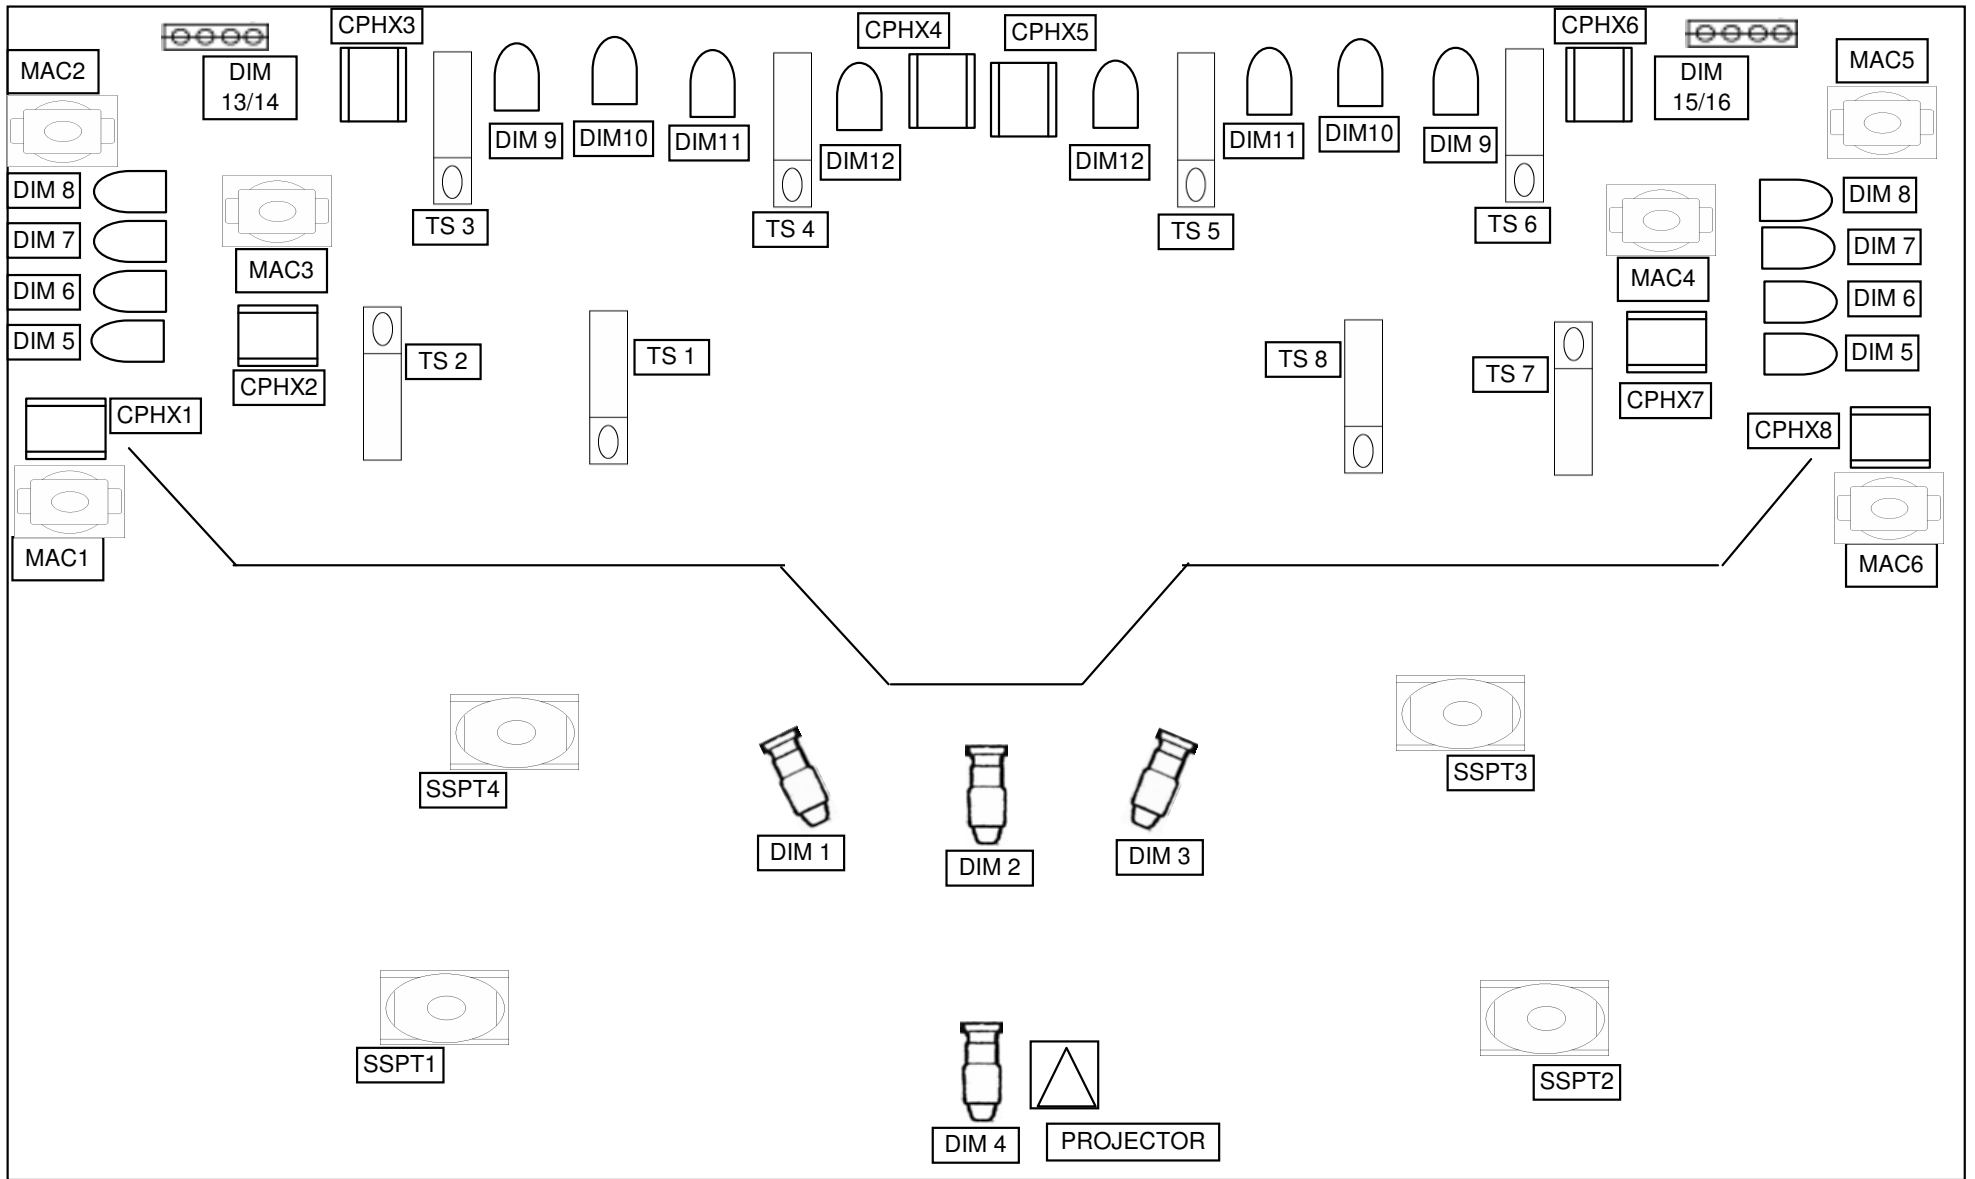 CPHX3
CPHX4
CPHX5
CPHX6
MAC2
DIM
13/14
DIM
15/16
MAC5
DIM 9
DIM10
DIM11
DIM12
DIM12
DIM11
DIM10
DIM 9
DIM 8
TS 3
TS 4
TS 5
TS 6
DIM 8
DIM 7
MAC3
MAC4
DIM 7
DIM 6
DIM 6
DIM 5
TS 2
TS 1
TS 8
TS 7
DIM 5
CPHX2
CPHX7
CPHX1
CPHX8
MAC1
MAC6
SSPT4
SSPT3
DIM 1
DIM 2
DIM 3
SSPT1
SSPT2
DIM 4
PROJECTOR